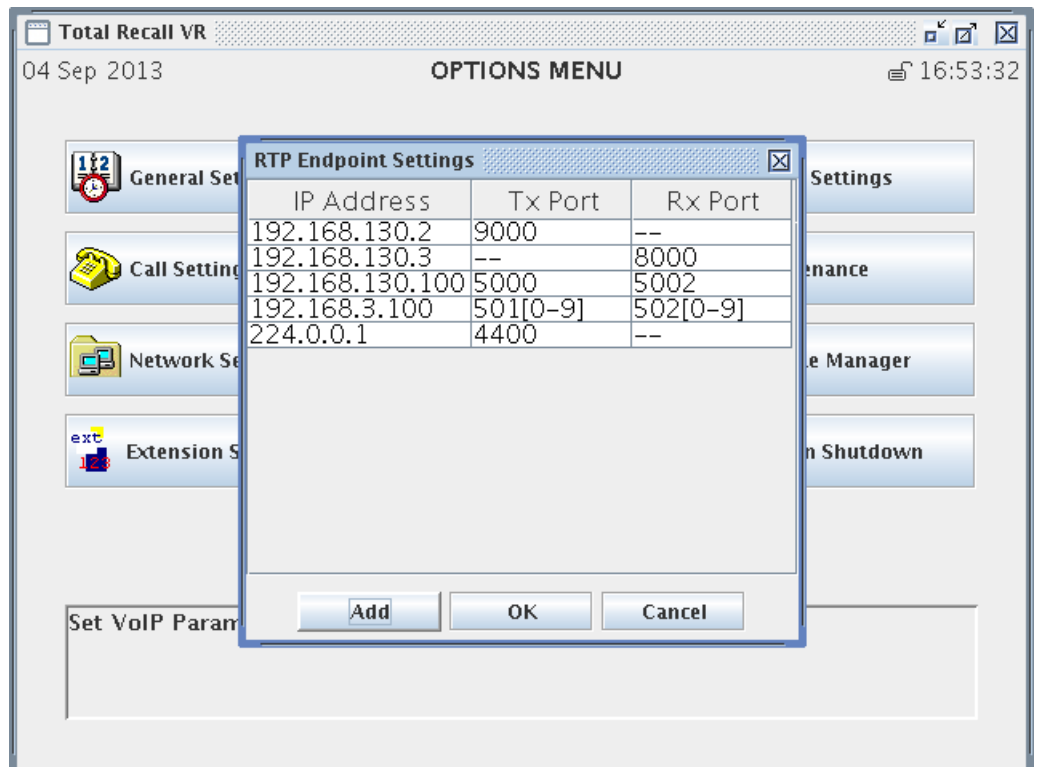 Total Recall VR
04 Sep 2013 OPTIONS MENU 16:53:32
RTP Endpoint Settings
IP Address Tx Port Rx Port
192.168.130.2 9000 --
192.168.130.3 -- 8000
192.168.130.100 5000 5002
192.168.3.100 501[0-9] 502[0-9]
224.0.0.1 4400 --
Add OK Cancel
General Set
Settings
Call Setting
enance
Network Se
e Manager
ext 123 Extension S
n Shutdown
Set VoIP Param